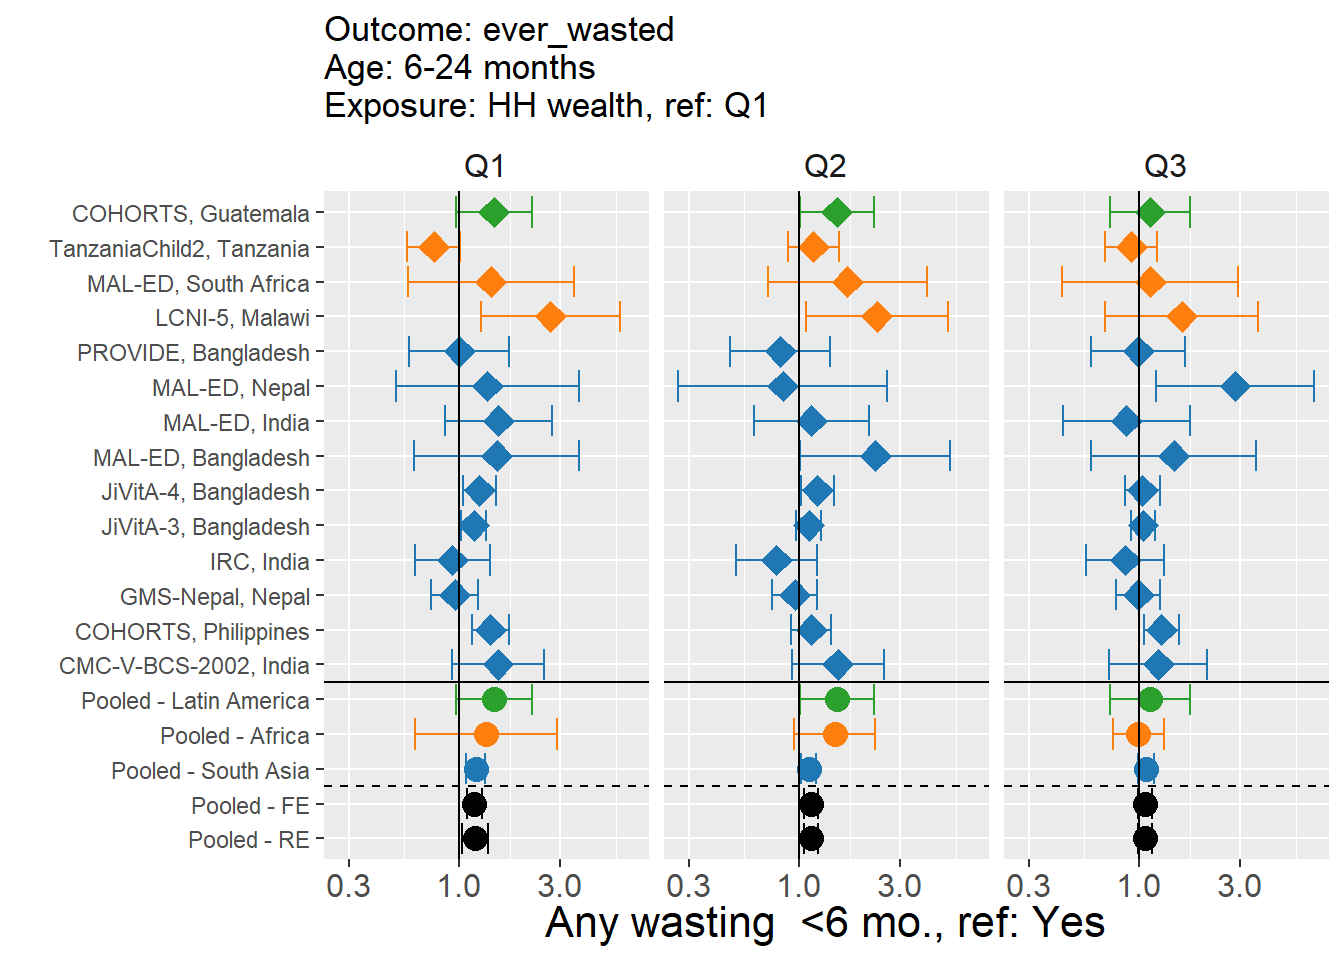 Outcome: ever_wasted
Age: 6-24 months
Exposure: HH wealth, ref: Q1
Q1 Q2 Q3
COHORTS, Guatemala
TanzaniaChild2, Tanzania
MAL-ED, South Africa
LCNI-5, Malawi
PROVIDE, Bangladesh
MAL-ED, Nepal
MAL-ED, India
MAL-ED, Bangladesh
JiVitA-4, Bangladesh
JiVitA-3, Bangladesh
IRC, India
GMS-Nepal, Nepal
COHORTS, Philippines
CMC-V-BCS-2002, India
Pooled - Latin America
Pooled - Africa
Pooled - South Asia
Pooled - FE
Pooled - RE
0.3 1.0 3.0 0.3 1.0 3.0 0.3 1.0 3.0
Any wasting  <6 mo., ref: Yes